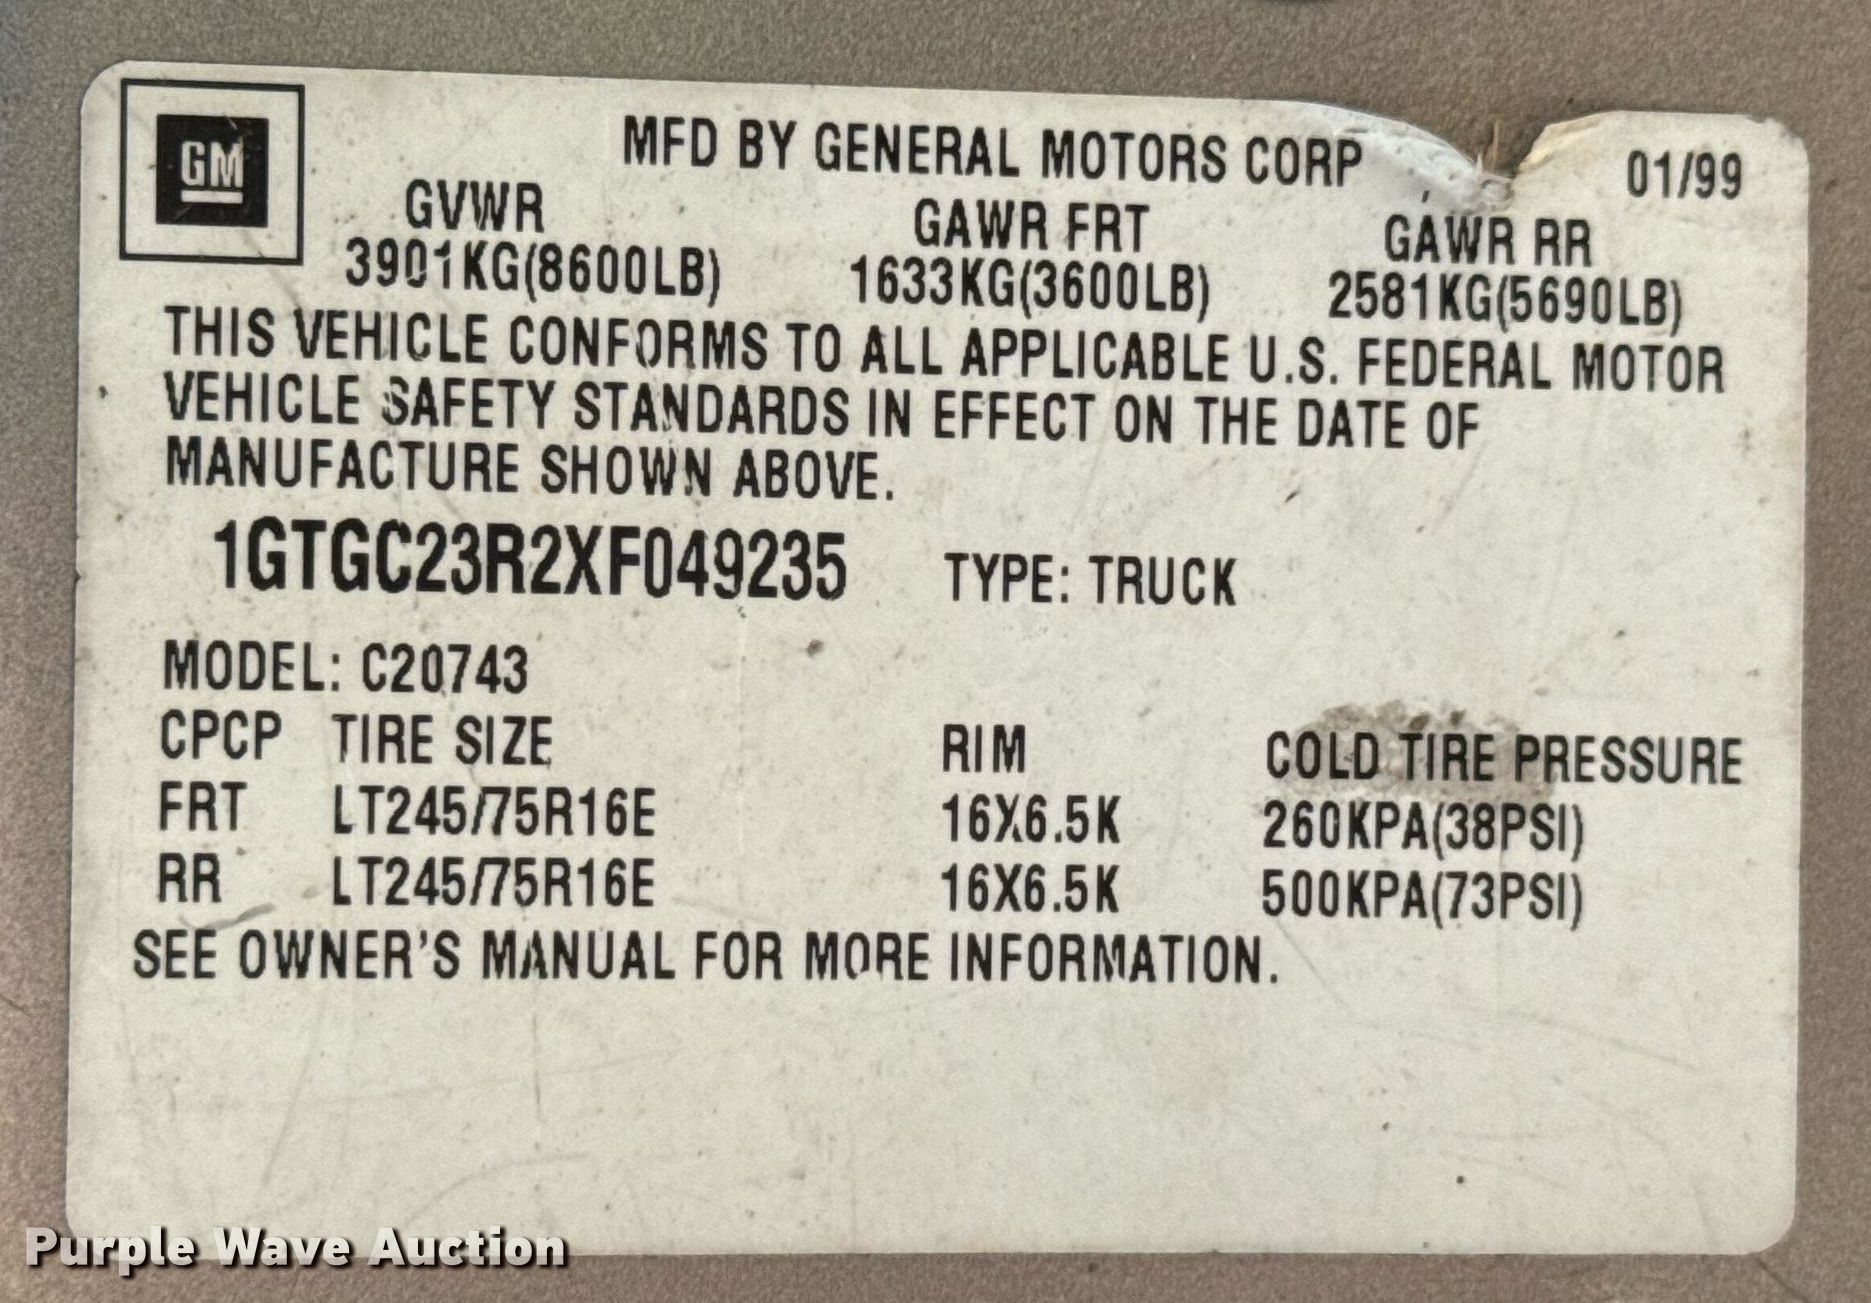 GM
MFD BY GENERAL MOTORS CORP 01/99
GVWR GAWR FRT GAWR RR
3901KG(8600LB) 1633KG(3600LB) 2581KG(5690LB)
THIS VEHICLE CONFORMS TO ALL APPLICABLE U.S. FEDERAL MOTOR
VEHICLE SAFETY STANDARDS IN EFFECT ON THE DATE OF
MANUFACTURE SHOWN ABOVE.
1GTGC23R2XF049235 TYPE: TRUCK
MODEL: C20743
CPCP TIRE SIZE RIM COLD TIRE PRESSURE
FRT LT245/75R16E 16X6.5K 260KPA(38PSI)
RR LT245/75R16E 16X6.5K 500KPA(73PSI)
SEE OWNER'S MANUAL FOR MORE INFORMATION.
Purple Wave Auction